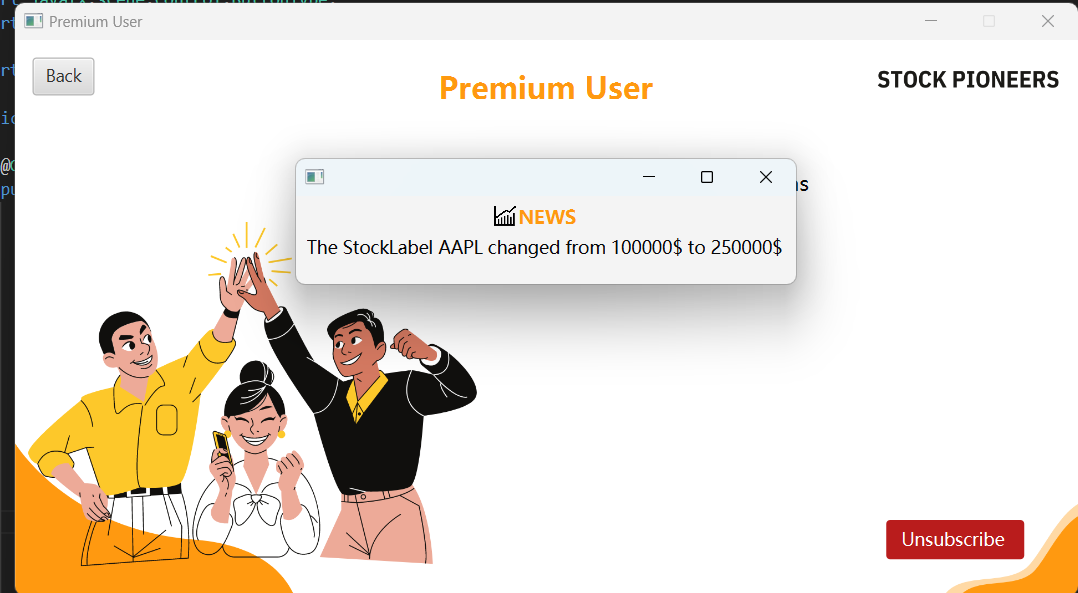 Premium User
Back
Premium User
STOCK PIONEERS
NEWS
The StockLabel AAPL changed from 100000$ to 250000$
Unsubscribe